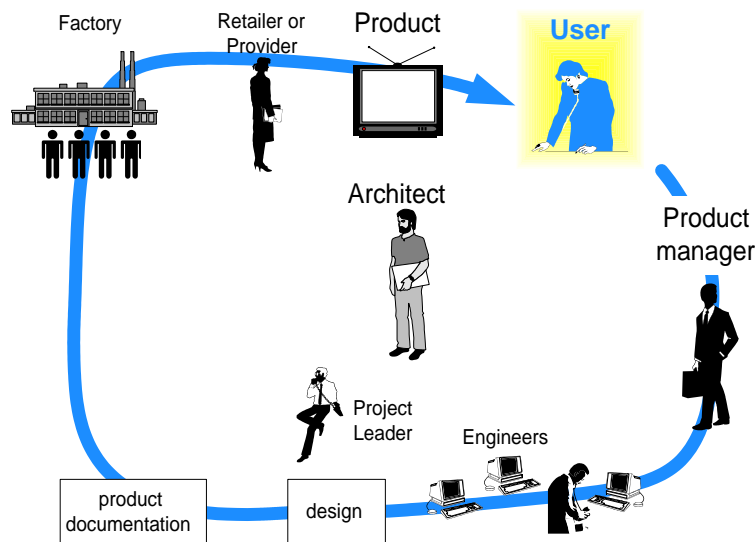 Factory
Retailer or
Provider
Product
User
Architect
Product
manager
Project
Leader
Engineers
product
documentation
design